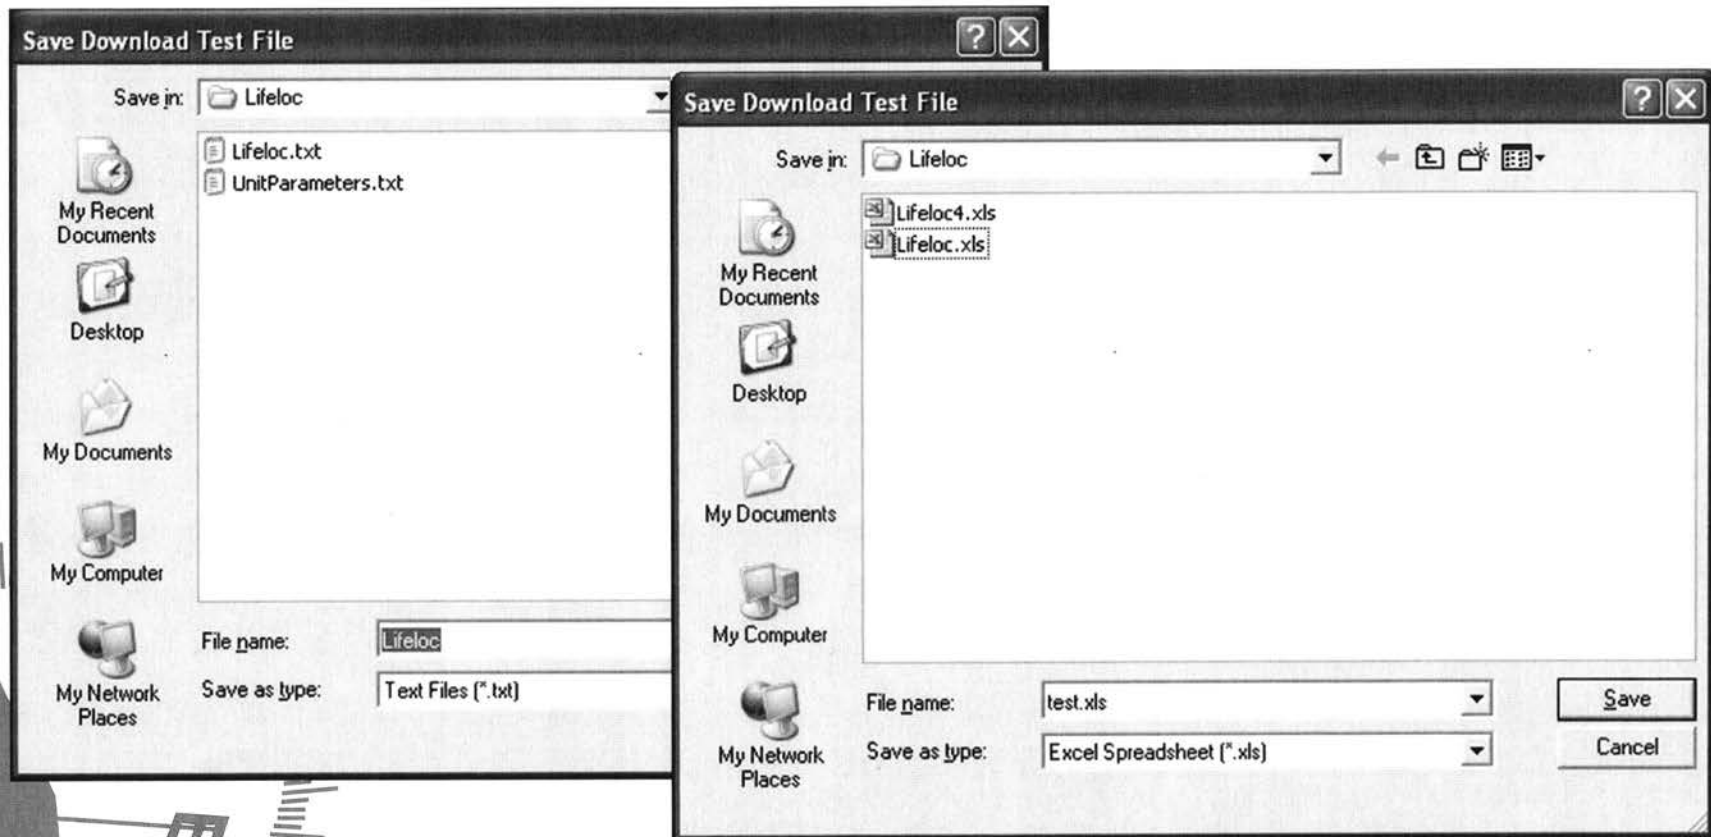 Save Download Test File
Save in:
Lifeloc
Lifeloc.txt
UnitParameters.txt
My Recent
Documents
Desktop
My Documents
My Computer
My Network
Places
File name:
Lifeloc
Save as type:
Text Files (*.txt)
Save Download Test File
Save in:
Lifeloc
Lifeloc4.xls
Lifeloc.xls
My Recent
Documents
Desktop
My Documents
My Computer
My Network
Places
File name:
test.xls
Save
Save as type:
Excel Spreadsheet (*.xls)
Cancel